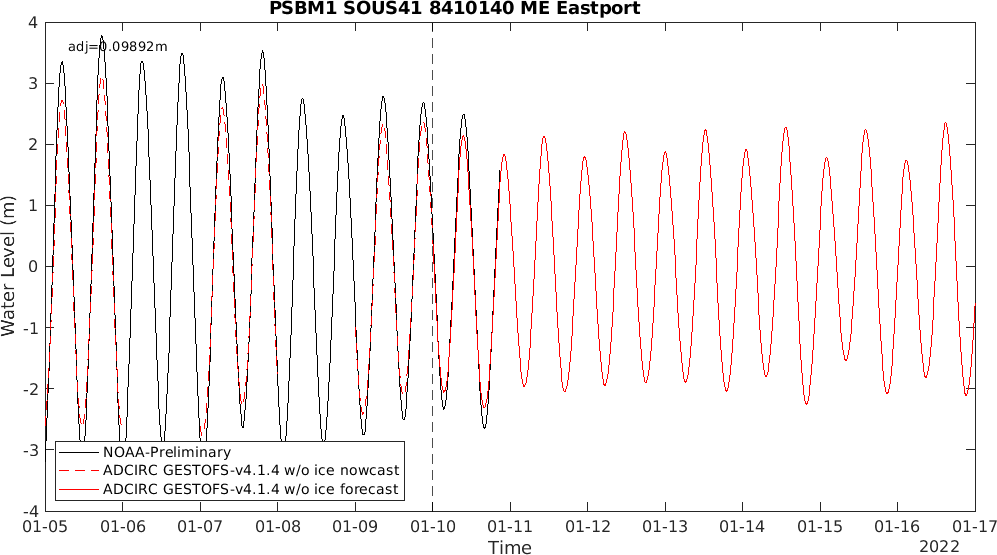 PSBM1 SOUS41 8410140 ME Eastport
adj=0.09892m
4
3
2
1
0
-1
-2
-3
-4
Water Level (m)
NOAA-Preliminary
ADCIRC GESTOFS-v4.1.4 w/o ice nowcast
ADCIRC GESTOFS-v4.1.4 w/o ice forecast
01-05 01-06 01-07 01-08 01-09 01-10 01-11 01-12 01-13 01-14 01-15 01-16 01-17
Time
2022